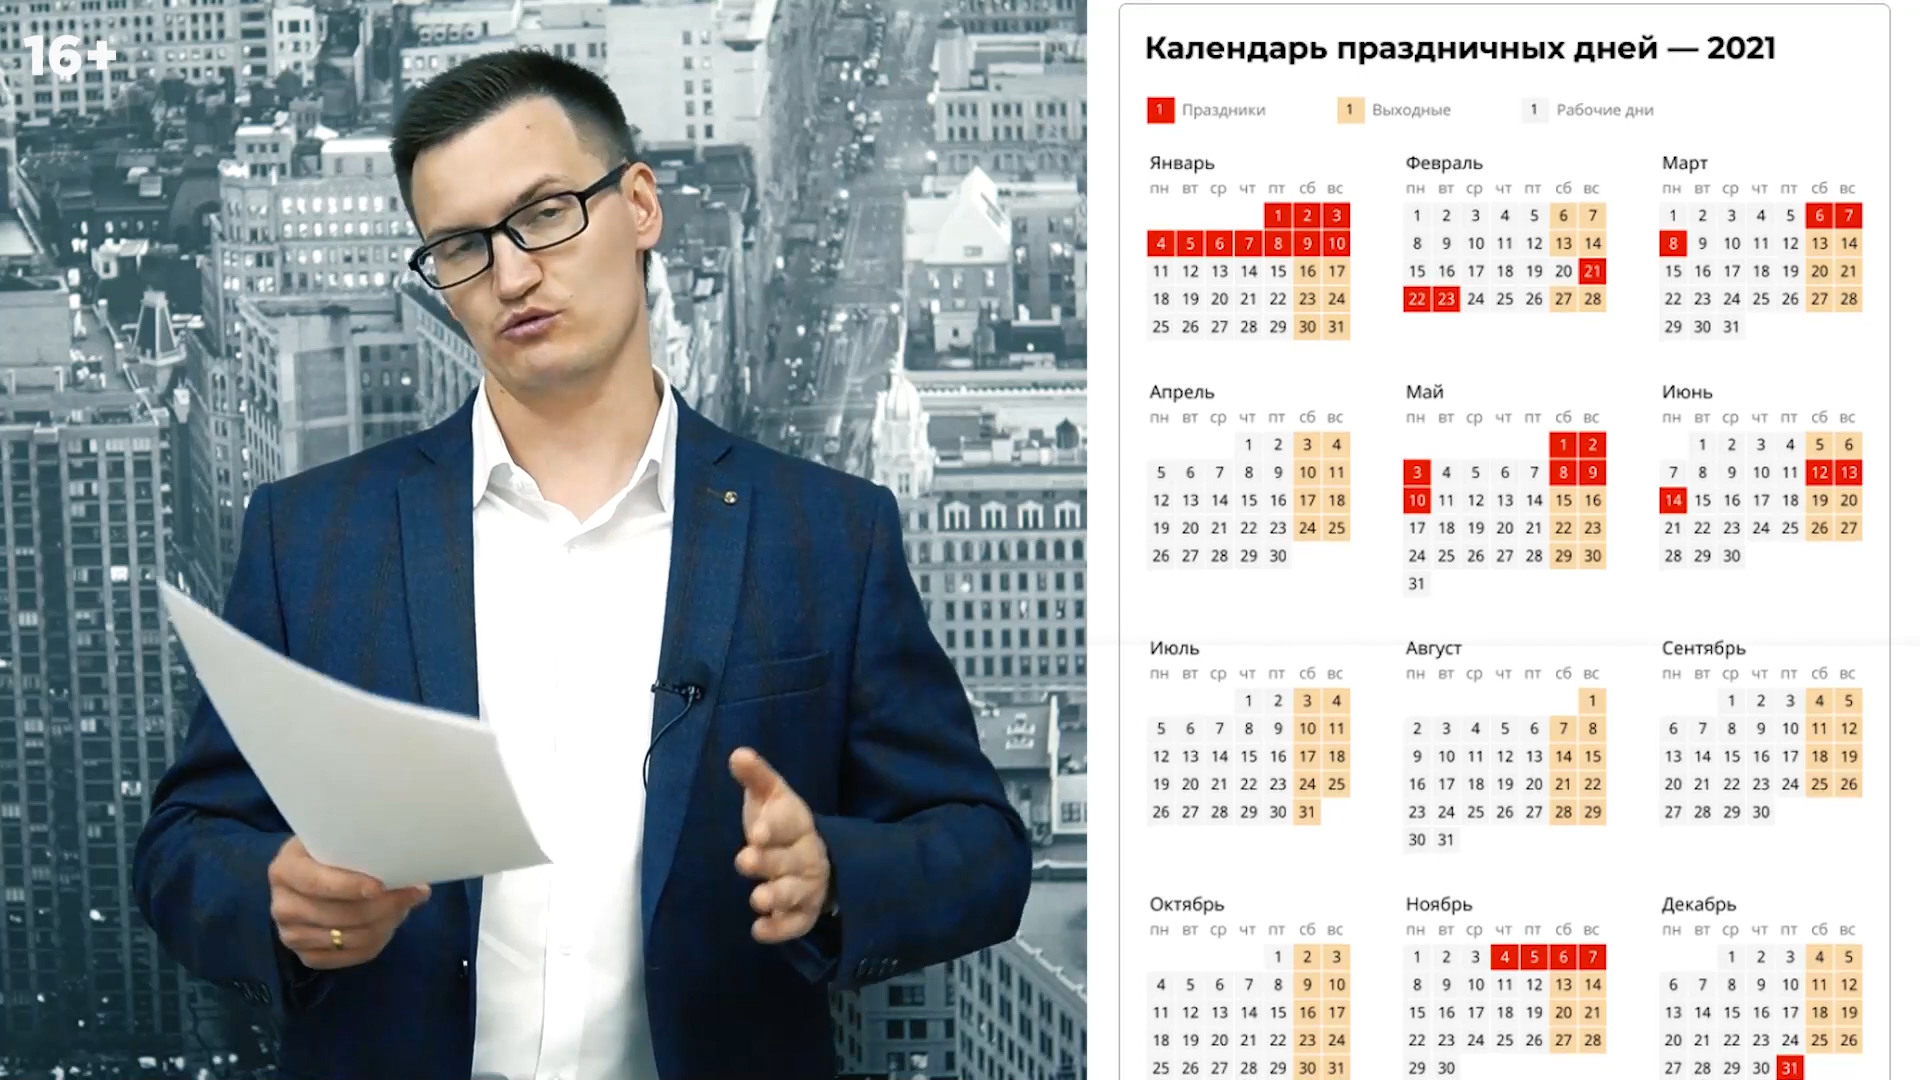 16+
Календарь праздничных дней — 2021
1 Праздники 1 Выходные 1 Рабочие дни
Январь
пн вт ср чт пт сб вс
1 2 3
4 5 6 7 8 9 10
11 12 13 14 15 16 17
18 19 20 21 22 23 24
25 26 27 28 29 30 31
Февраль
пн вт ср чт пт сб вс
1 2 3 4 5 6 7
8 9 10 11 12 13 14
15 16 17 18 19 20 21
22 23 24 25 26 27 28
Март
пн вт ср чт пт сб вс
1 2 3 4 5 6 7
8 9 10 11 12 13 14
15 16 17 18 19 20 21
22 23 24 25 26 27 28
29 30 31
Апрель
пн вт ср чт пт сб вс
1 2 3 4
5 6 7 8 9 10 11
12 13 14 15 16 17 18
19 20 21 22 23 24 25
26 27 28 29 30
Май
пн вт ср чт пт сб вс
1 2
3 4 5 6 7 8 9
10 11 12 13 14 15 16
17 18 19 20 21 22 23
24 25 26 27 28 29 30
31
Июнь
пн вт ср чт пт сб вс
1 2 3 4 5 6
7 8 9 10 11 12 13
14 15 16 17 18 19 20
21 22 23 24 25 26 27
28 29 30
Июль
пн вт ср чт пт сб вс
1 2 3 4
5 6 7 8 9 10 11
12 13 14 15 16 17 18
19 20 21 22 23 24 25
26 27 28 29 30 31
Август
пн вт ср чт пт сб вс
1
2 3 4 5 6 7 8
9 10 11 12 13 14 15
16 17 18 19 20 21 22
23 24 25 26 27 28 29
30 31
Сентябрь
пн вт ср чт пт сб вс
1 2 3 4 5
6 7 8 9 10 11 12
13 14 15 16 17 18 19
20 21 22 23 24 25 26
27 28 29 30
Октябрь
пн вт ср чт пт сб вс
1 2 3
4 5 6 7 8 9 10
11 12 13 14 15 16 17
18 19 20 21 22 23 24
25 26 27 28 29 30 31
Ноябрь
пн вт ср чт пт сб вс
1 2 3 4 5 6 7
8 9 10 11 12 13 14
15 16 17 18 19 20 21
22 23 24 25 26 27 28
29 30
Декабрь
пн вт ср чт пт сб вс
1 2 3 4 5
6 7 8 9 10 11 12
13 14 15 16 17 18 19
20 21 22 23 24 25 26
27 28 29 30 31